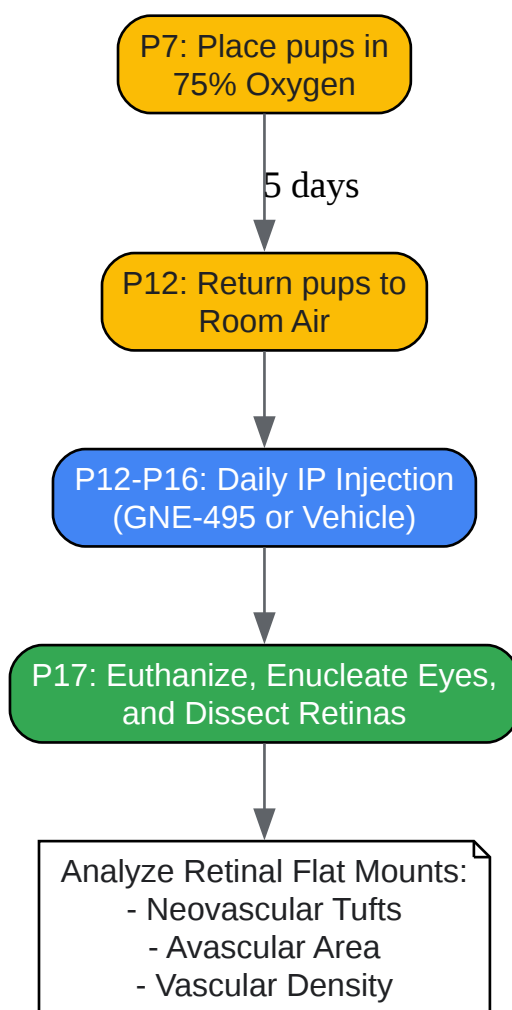 P7: Place pups in
75% Oxygen
5 days
P12: Return pups to
Room Air
P12-P16: Daily IP Injection
(GNE-495 or Vehicle)
P17: Euthanize, Enucleate Eyes,
and Dissect Retinas
Analyze Retinal Flat Mounts:
- Neovascular Tufts
- Avascular Area
- Vascular Density